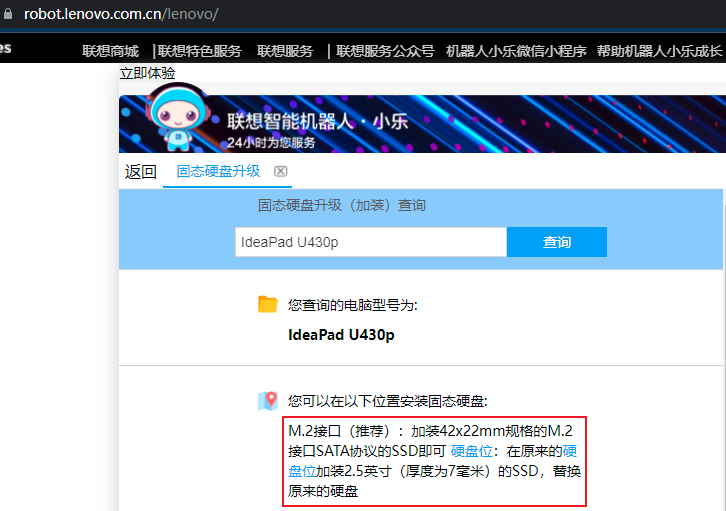 robot.lenovo.com.cn/lenovo/
es 联想商城 |联想特色服务 联想服务 | 联想服务公众号 机器人小乐微信小程序 帮助机器人小乐成长
立即体验
联想智能机器人·小乐
24小时为您服务
返回 固态硬盘升级
固态硬盘升级（加装）查询
IdeaPad U430p 查询
您查询的电脑型号为:
IdeaPad U430p
您可以在以下位置安装固态硬盘:
M.2接口（推荐）：加装42x22mm规格的M.2
接口SATA协议的SSD即可 硬盘位：在原来的硬
盘位加装2.5英寸（厚度为7毫米）的SSD，替换
原来的硬盘